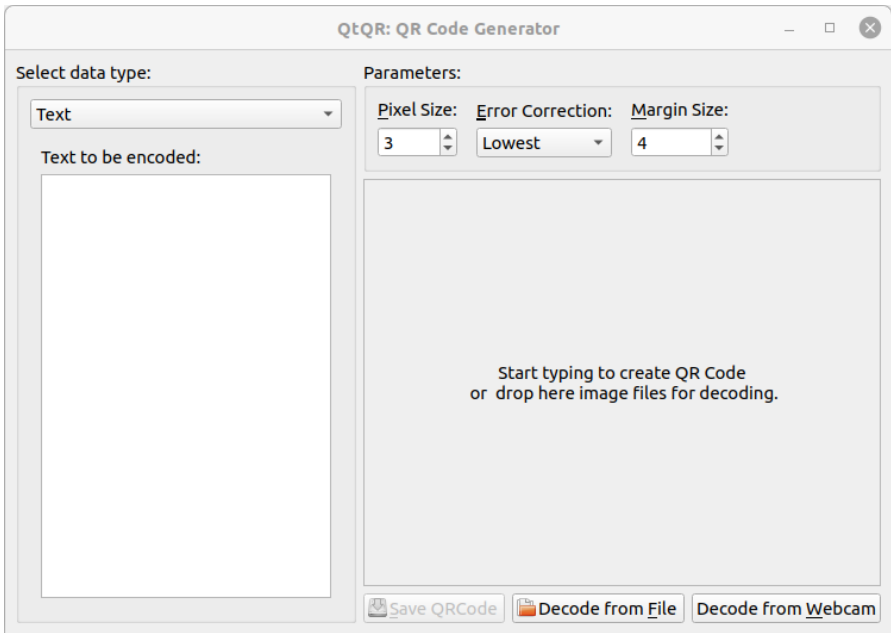 QtQR: QR Code Generator
Select data type:
Text
Text to be encoded:
Parameters:
Pixel Size: Error Correction: Margin Size:
3 Lowest 4
Start typing to create QR Code
or drop here image files for decoding.
Save QRCode Decode from File Decode from Webcam